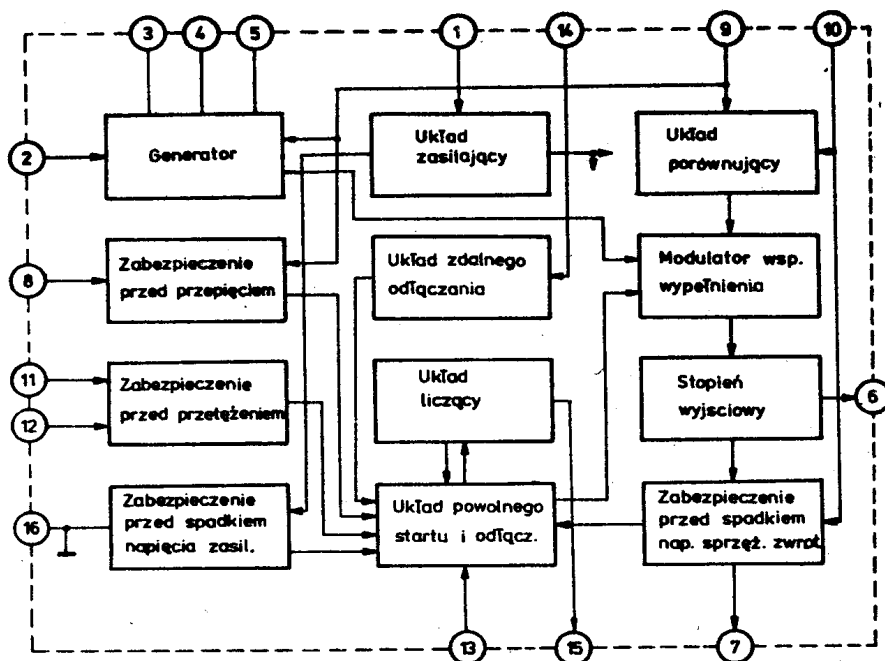 3 4 5 1 14 9 10
2
Generator
Układ
zasilający
Układ
porównujący
8
Zabezpieczenie
przed przepięciem
Układ zdalnego
odłączania
Modulator wsp.
wypełnienia
11
12
Zabezpieczenie
przed przetężeniem
Układ
liczący
Stopień
wyjsciowy
6
16
Zabezpieczenie
przed spadkiem
napięcia zasil.
Układ powolnego
startu i odłącz.
Zabezpieczenie
przed spadkiem
nap. sprzęż. zwrot.
13 15 7